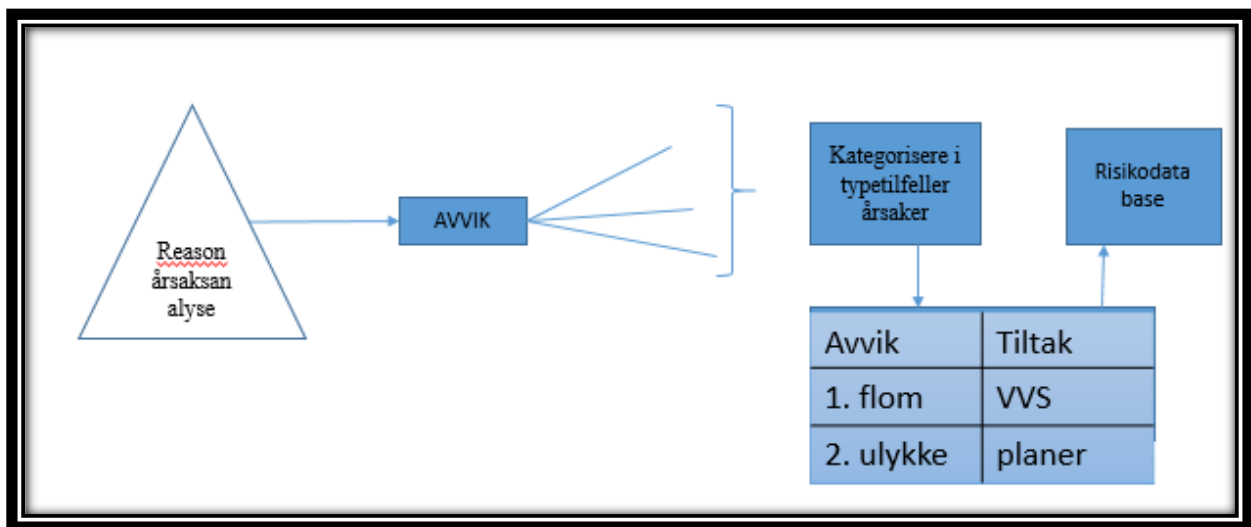 Reason
årsaksan
alyse
AVVIK
Kategorisere i
typetilfeller
årsaker
Risikodata
base
Avvik Tiltak
1. flom VVS
2. ulykke planer